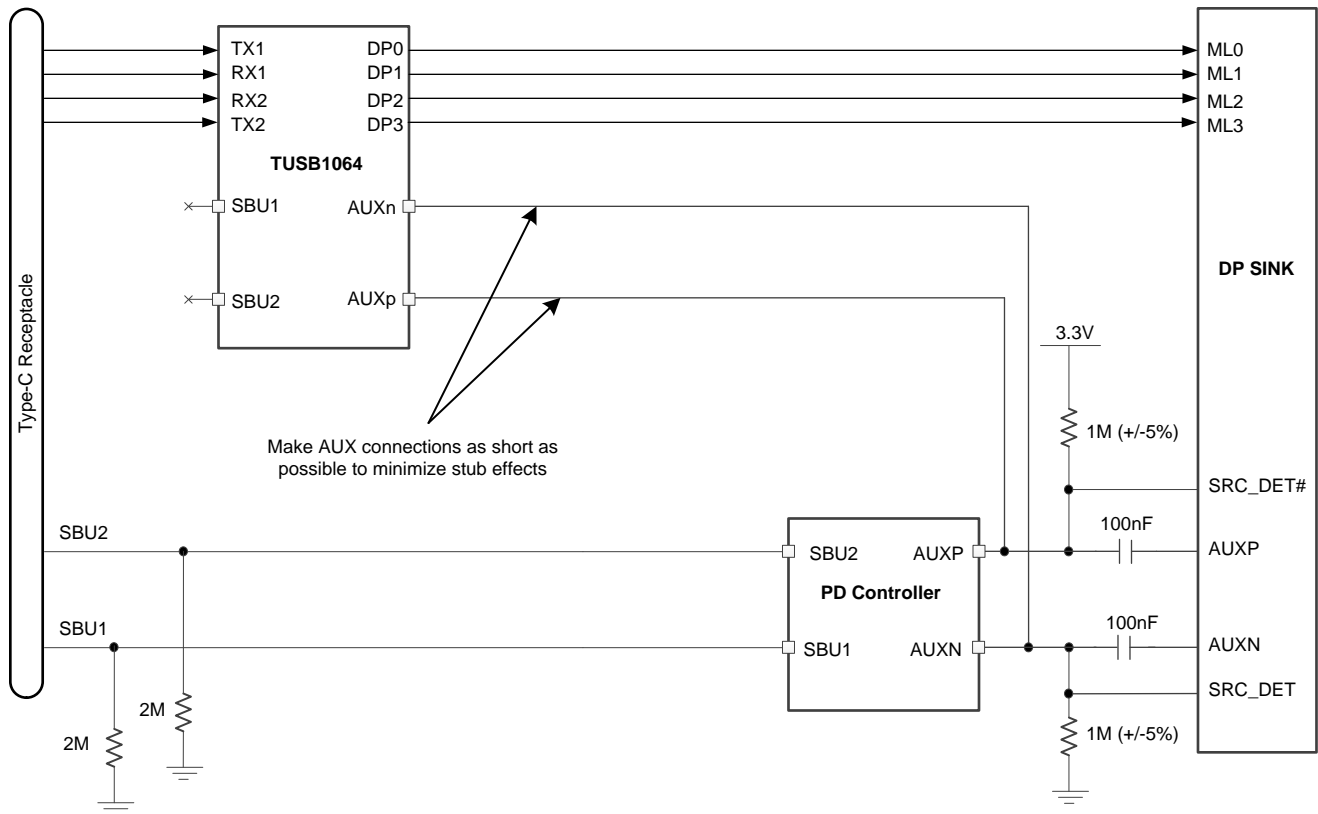 Type-C Receptacle
TX1
DP0
RX1
DP1
RX2
DP2
TX2
DP3
TUSB1064
SBU1
AUXn
SBU2
AUXp
ML0
ML1
ML2
ML3
DP SINK
3.3V
1M (+/-5%)
Make AUX connections as short as
possible to minimize stub effects
SRC_DET#
100nF
AUXP
SBU2
SBU2
AUXP
PD Controller
100nF
AUXN
SBU1
SBU1
AUXN
SRC_DET
2M
1M (+/-5%)
2M